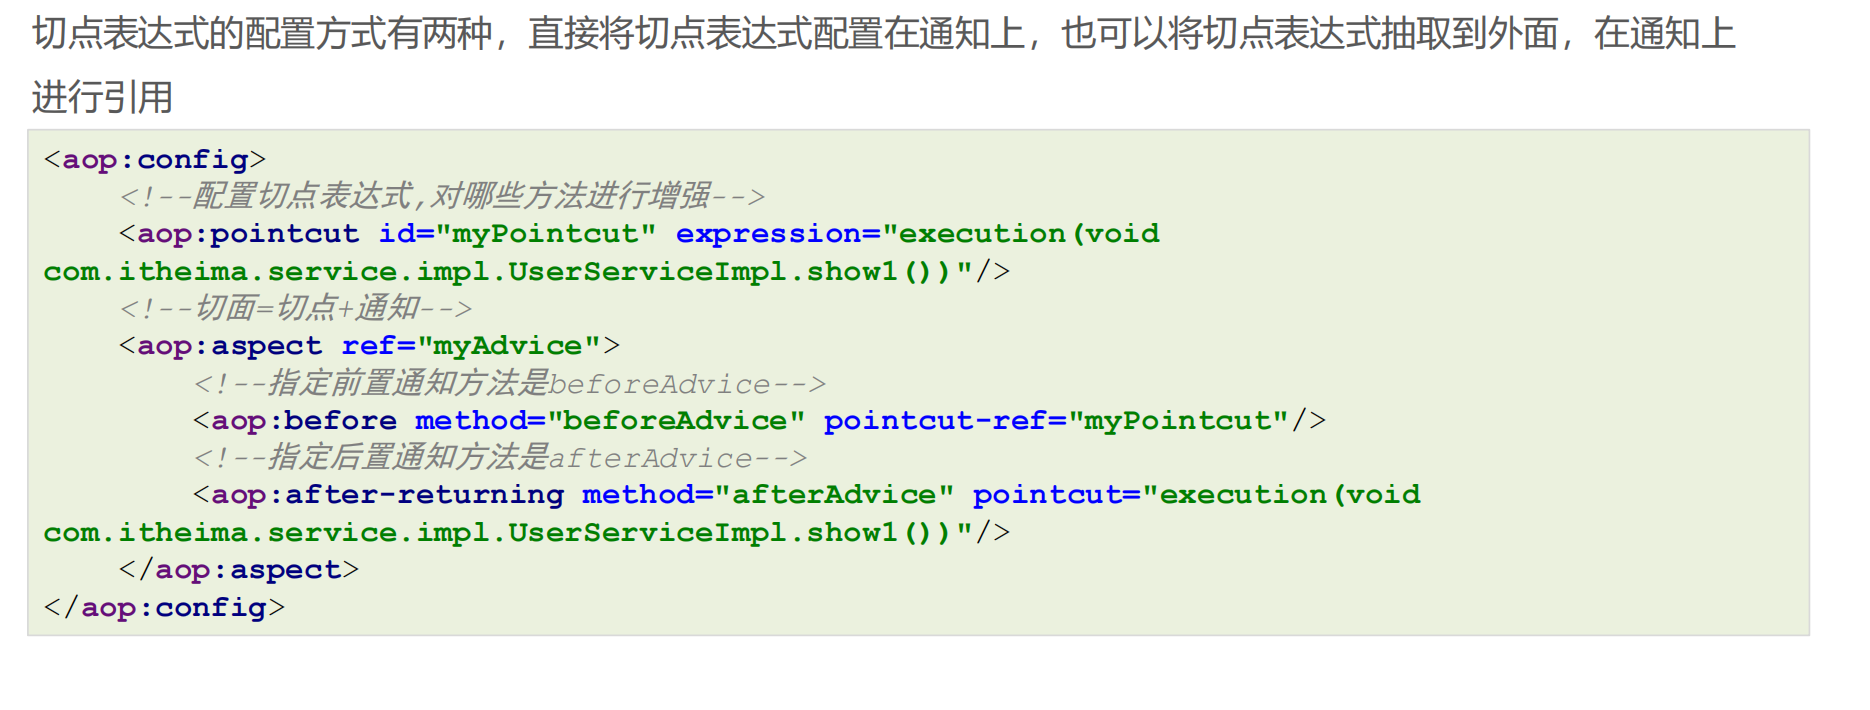 切点表达式的配置方式有两种，直接将切点表达式配置在通知上，也可以将切点表达式抽取到外面，在通知上
进行引用
<aop:config>
    <!--配置切点表达式,对哪些方法进行增强-->
    <aop:pointcut id="myPointcut" expression="execution(void
com.itheima.service.impl.UserServiceImpl.show1())"/>
    <!--切面=切点+通知-->
    <aop:aspect ref="myAdvice">
        <!--指定前置通知方法是beforeAdvice-->
        <aop:before method="beforeAdvice" pointcut-ref="myPointcut"/>
        <!--指定后置通知方法是afterAdvice-->
        <aop:after-returning method="afterAdvice" pointcut="execution(void
com.itheima.service.impl.UserServiceImpl.show1())"/>
    </aop:aspect>
</aop:config>